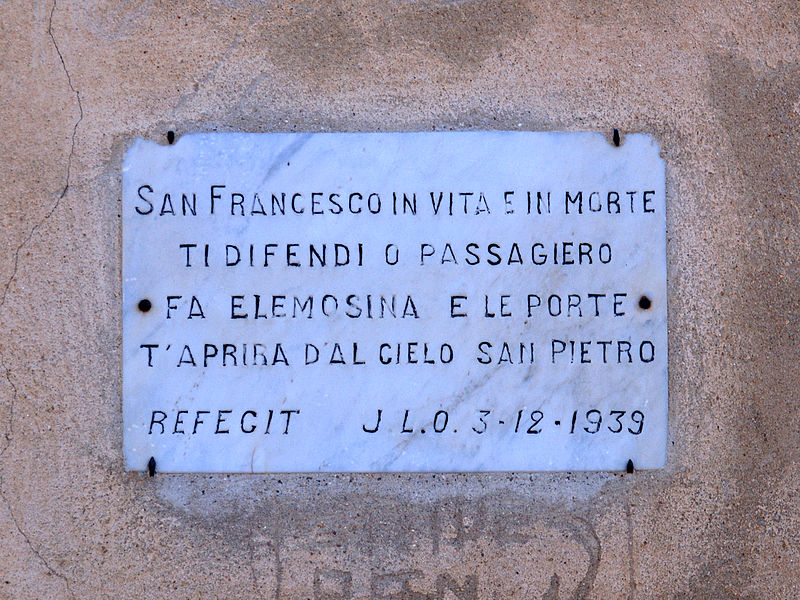 SAN FRANCESCO IN VITA E IN MORTE
TI DIFENDI O PASSAGIERO
FA ELEMOSINA E LE PORTE
T'APRIRA D'AL CIELO SAN PIETRO
REFECIT J.L.O. 3-12-1939